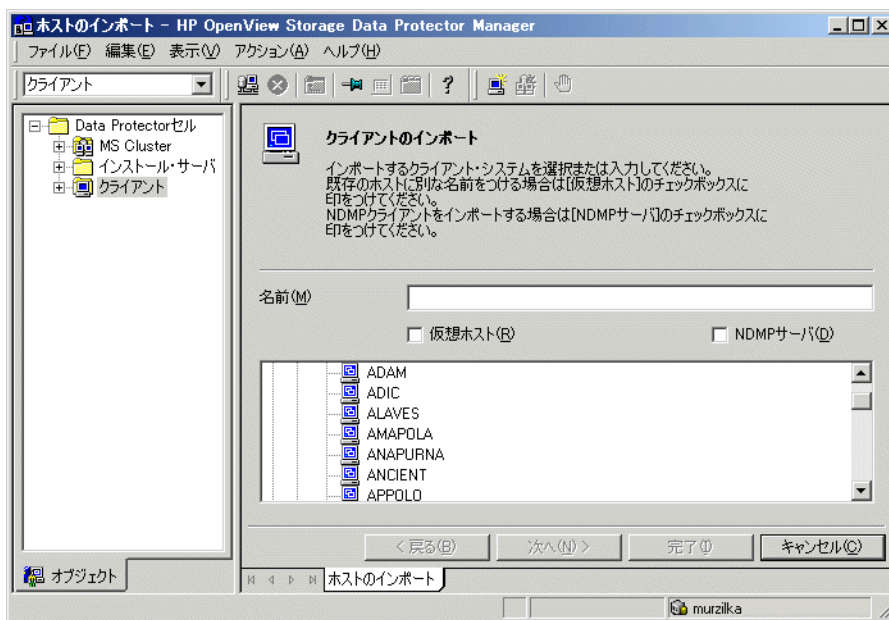 ホストのインポート - HP OpenView Storage Data Protector Manager
ファイル(F) 編集(E) 表示(V) アクション(A) ヘルプ(H)
クライアント
Data Protectorセル
MS Cluster
インストール・サーバ
クライアント
オブジェクト
クライアントのインポート
インポートするクライアント・システムを選択または入力してください。
既存のホストに別な名前をつける場合は[仮想ホスト]のチェックボックスに
印をつけてください。
NDMPクライアントをインポートする場合は[NDMPサーバ]のチェックボックスに
印をつけてください。
名前(M)
仮想ホスト(R) NDMPサーバ(D)
ADAM
ADIC
ALAVES
AMAPOLA
ANAPURNA
ANCIENT
APPOLO
< 戻る(B) 次へ(N) > 完了(I) キャンセル(C)
ホストのインポート
murzilka